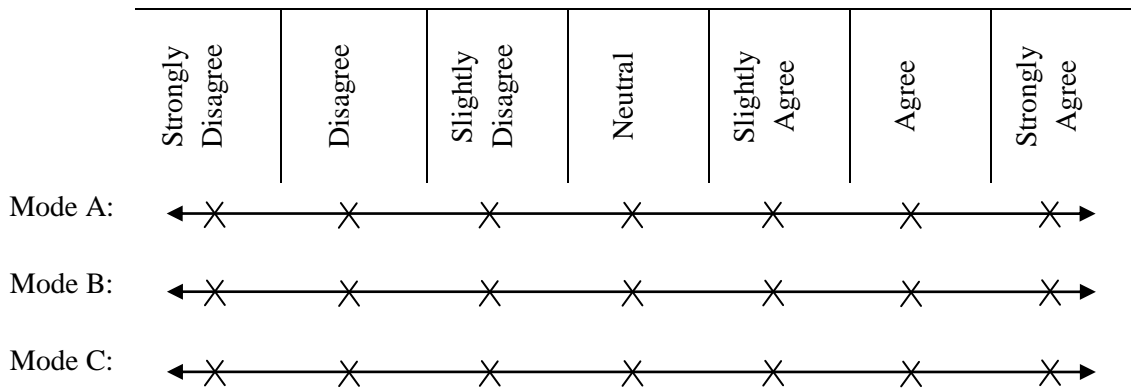 Strongly
Disagree
Disagree
Slightly
Disagree
Neutral
Slightly
Agree
Agree
Strongly
Agree
Mode A:
Mode B:
Mode C: